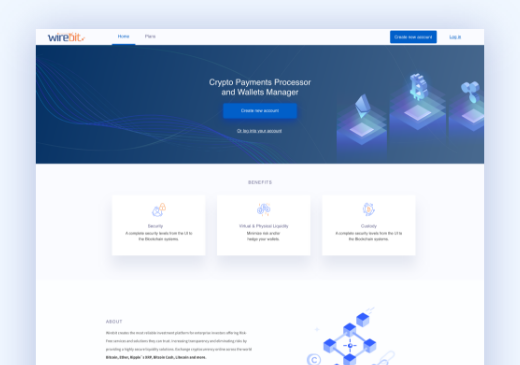 wirebit
Home
Plans
Create new account
Log in
Crypto Payments Processor
and Wallets Manager
Create new account
Or log into your account
BENEFITS
Security
A complete security levels from the UI to
the Blockchain systems.
Virtual & Physical Liquidity
Minimize risk and/or
hedge your wallets.
Custody
A complete security levels from the UI to
the Blockchain systems.
ABOUT
Wirebit creates the most reliable investment platform for enterprise investors offering Risk
Free services and solutions they can trust: increasing transparency and eliminating risks by
providing a highly secure liquidity solutions. Exchange cryptocurrency anytime across the world
Bitcoin, Ether, Ripple´s XRP, Bitcoin Cash, Litecoin and more.